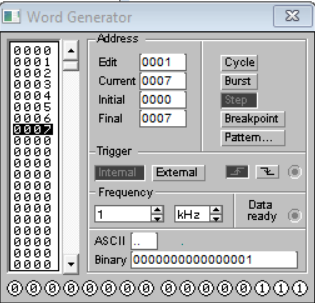 Word Generator
0000
0001
0002
0003
0004
0005
0006
0007
0000
0000
0000
0000
0000
0000
0000
0000
0000
0000
0000
0000
Address
Edit 0001
Current 0007
Initial 0000
Final 0007
Cycle
Burst
Step
Breakpoint
Pattern...
Trigger
Internal External
Frequency
1 kHz
Data
ready
ASCII .. .
Binary 0000000000000001
0 0 0 0 0 0 0 0 0 0 0 0 0 1 1 1